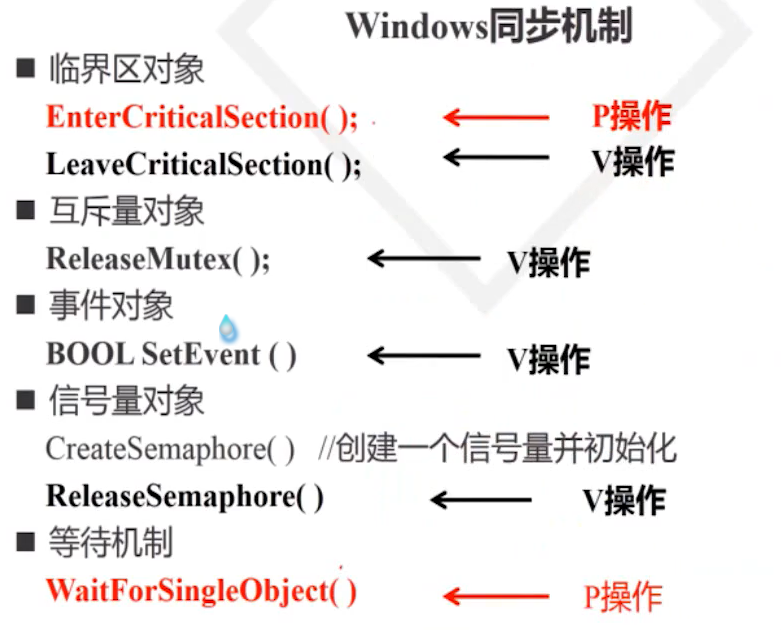 Windows同步机制
■ 临界区对象
EnterCriticalSection( ); P操作
LeaveCriticalSection( ); V操作
■ 互斥量对象
ReleaseMutex( ); V操作
■ 事件对象
BOOL SetEvent ( ) V操作
■ 信号量对象
CreateSemaphore( ) //创建一个信号量并初始化
ReleaseSemaphore( ) V操作
■ 等待机制
WaitForSingleObject( ) P操作